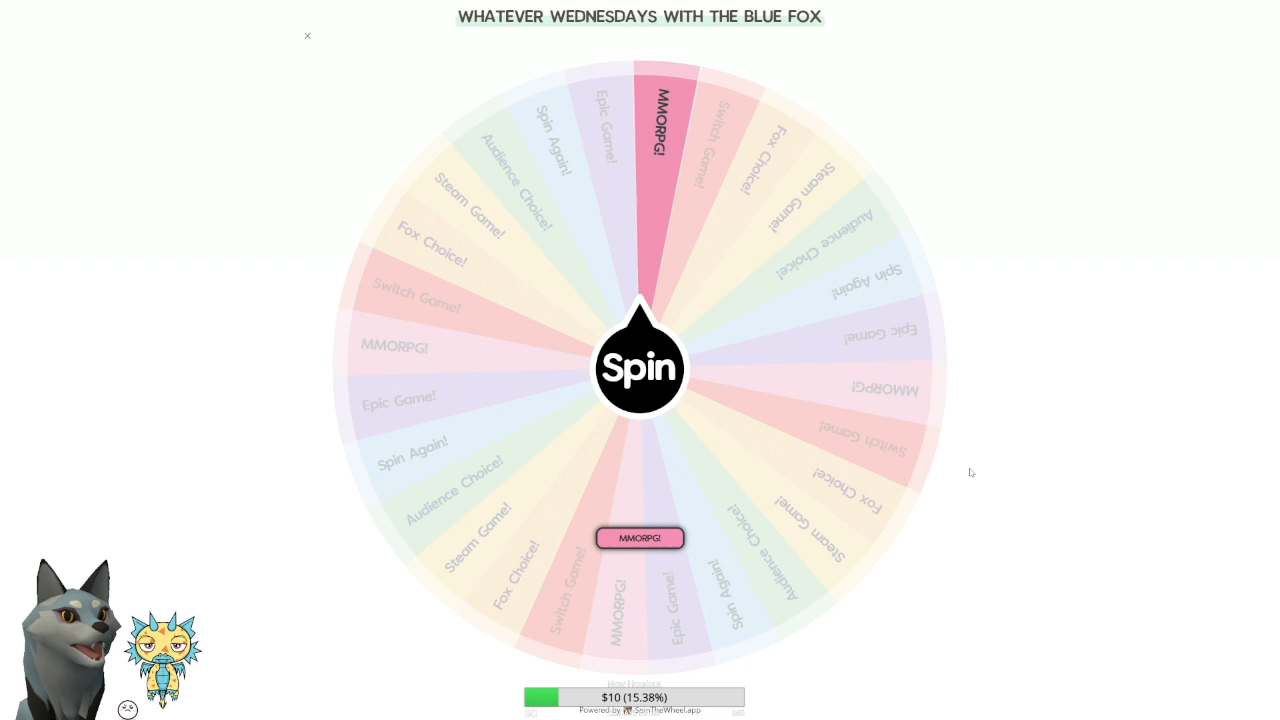 WHATEVER WEDNESDAYS WITH THE BLUE FOX
MMORPG!
Switch Game!
Fox Choice!
Steam Game!
Audience Choice!
Spin Again!
Epic Game!
MMORPG!
Switch Game!
Fox Choice!
Steam Game!
Audience Choice!
Spin Again!
Epic Game!
MMORPG!
Switch Game!
Fox Choice!
Steam Game!
Audience Choice!
Spin Again!
Epic Game!
MMORPG!
Switch Game!
Fox Choice!
Steam Game!
Audience Choice!
Spin Again!
Epic Game!
Spin
MMORPG!
$10 (15.38%)
Powered by SpinTheWheel.app